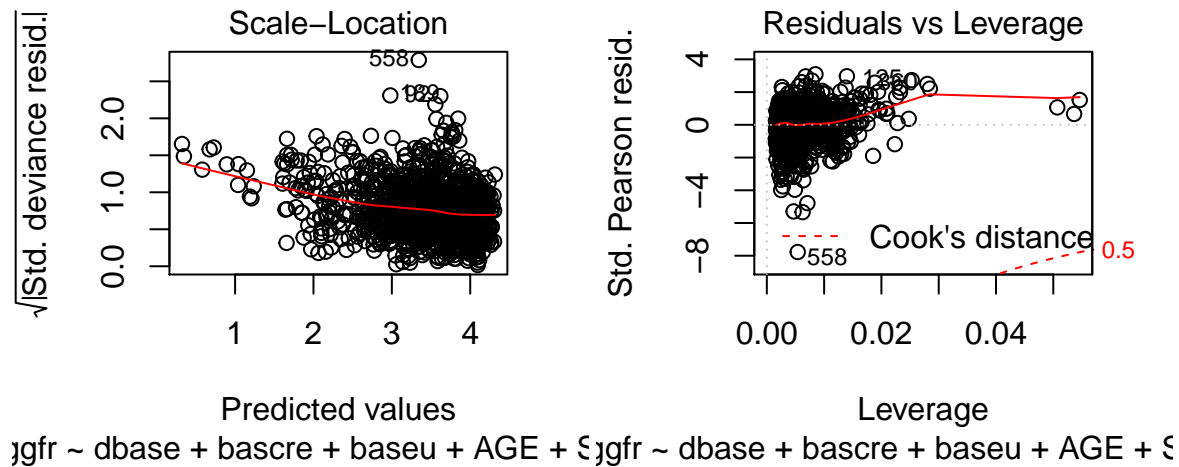 Scale−Location
√|Std. deviance resid.|
0.0 1.0 2.0
558
1 2 3 4
Predicted values
ggfr ~ dbase + bascre + baseu + AGE + S
Residuals vs Leverage
Std. Pearson resid.
−8 −4 0 4
558
Cook's distance
0.5
0.00 0.02 0.04
Leverage
ggfr ~ dbase + bascre + baseu + AGE + S